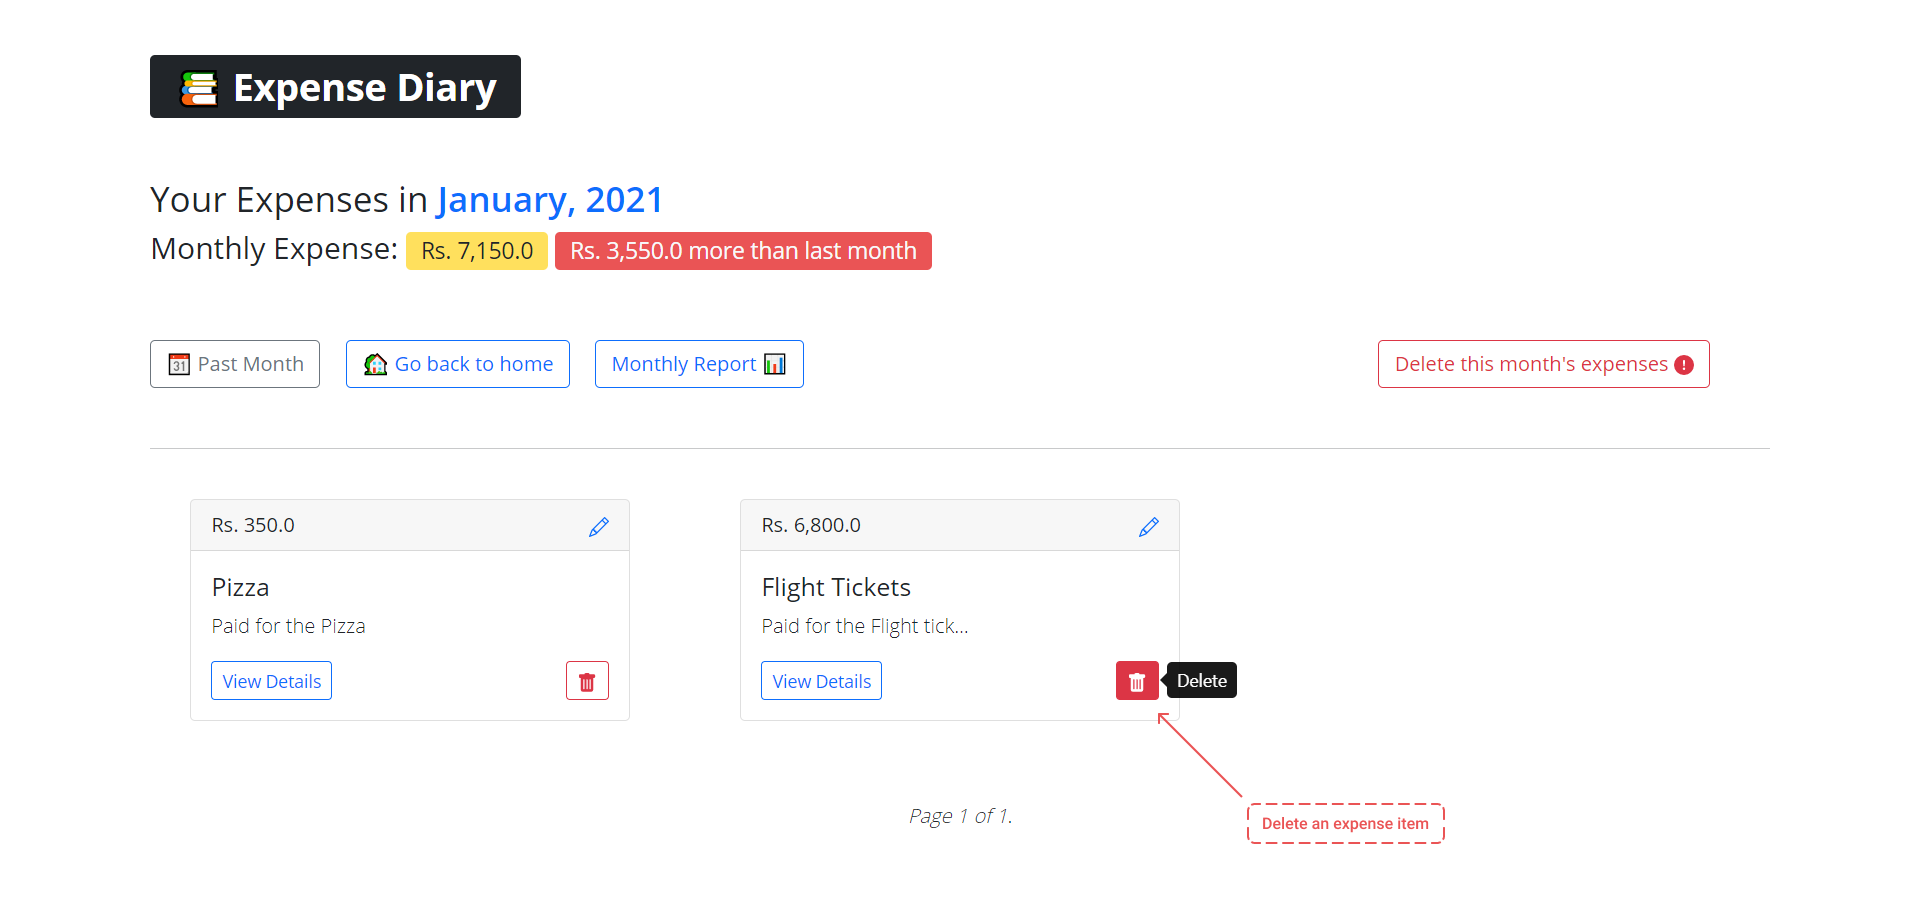 Expense Diary
Your Expenses in January, 2021
Monthly Expense: Rs. 7,150.0 Rs. 3,550.0 more than last month
31 Past Month
Go back to home
Monthly Report
Delete this month's expenses !
Rs. 350.0
Pizza
Paid for the Pizza
View Details
Rs. 6,800.0
Flight Tickets
Paid for the Flight tick...
View Details
Delete
Delete an expense item
Page 1 of 1.